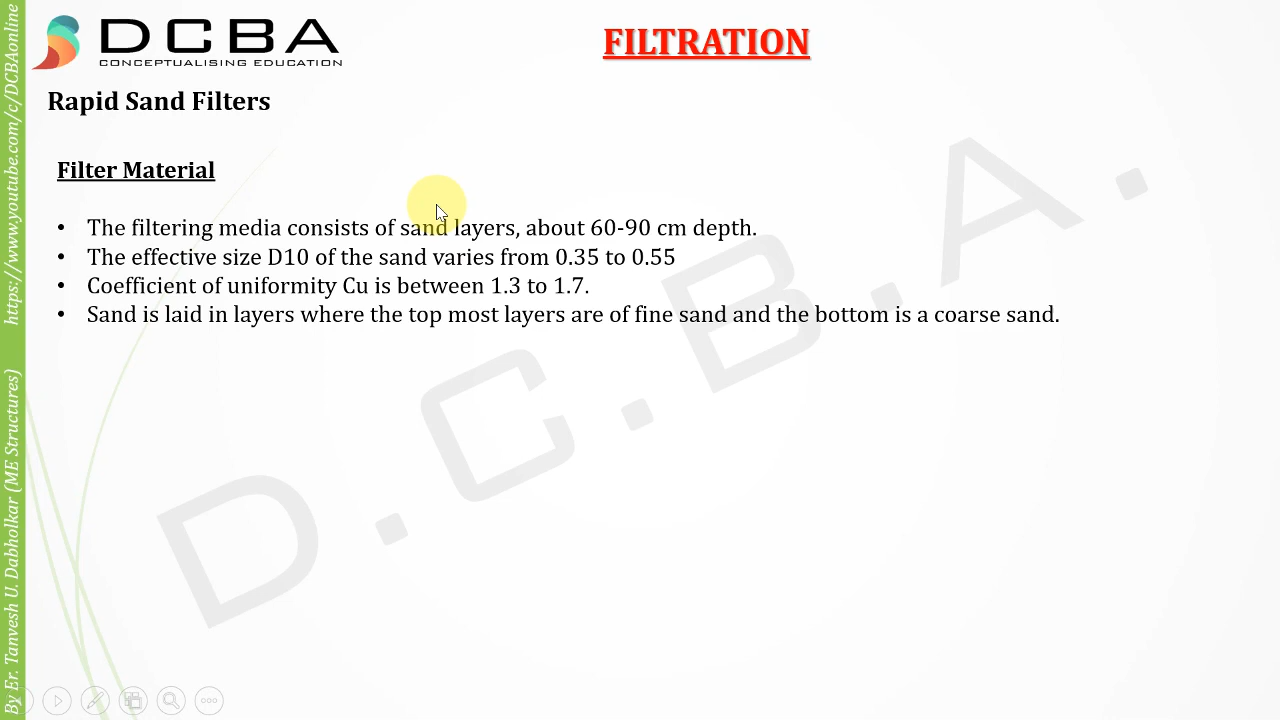 DCBA
CONCEPTUALISING EDUCATION
FILTRATION
Rapid Sand Filters
Filter Material
• The filtering media consists of sand layers, about 60-90 cm depth.
• The effective size D10 of the sand varies from 0.35 to 0.55
• Coefficient of uniformity Cu is between 1.3 to 1.7.
• Sand is laid in layers where the top most layers are of fine sand and the bottom is a coarse sand.
D.C.B.A.
By Er. Tanvesh U. Dabholkar (ME Structures) https://www.youtube.com/c/DCBAonline